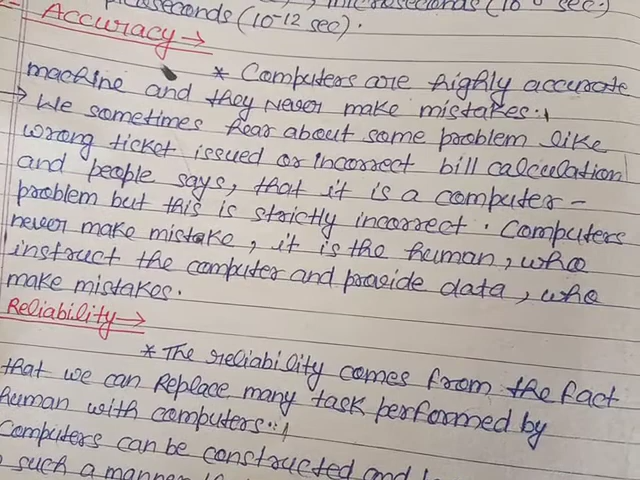 picoseconds (10-12 sec).
Accuracy →
* Computers are highly accurate
machine and they Never make mistakes.
→ We sometimes hear about some problem like
wrong ticket issued or incorrect bill calculation
and people says, that it is a computer -
problem but this is strictly incorrect. Computers
never make mistake, it is the human, who
instruct the computer and provide data, who
make mistakes.
Reliability →
* The reliability comes from the fact
that we can Replace many task performed by
human with computers.
Computers can be constructed and
such a manner